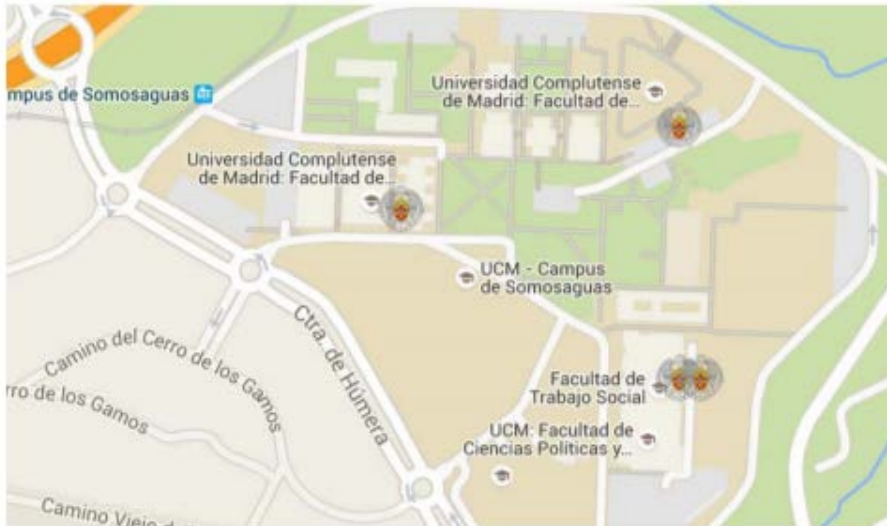 Universidad Complutense
de Madrid: Facultad de...
mpus de Somosaguas
Universidad Complutense
de Madrid: Facultad de...
UCM - Campus
de Somosaguas
Ctra. de Húmera
Camino del Cerro de los Gamos
rro de los Gamos
Facultad de
Trabajo Social
UCM: Facultad de
Ciencias Políticas y...
Camino Viejo d